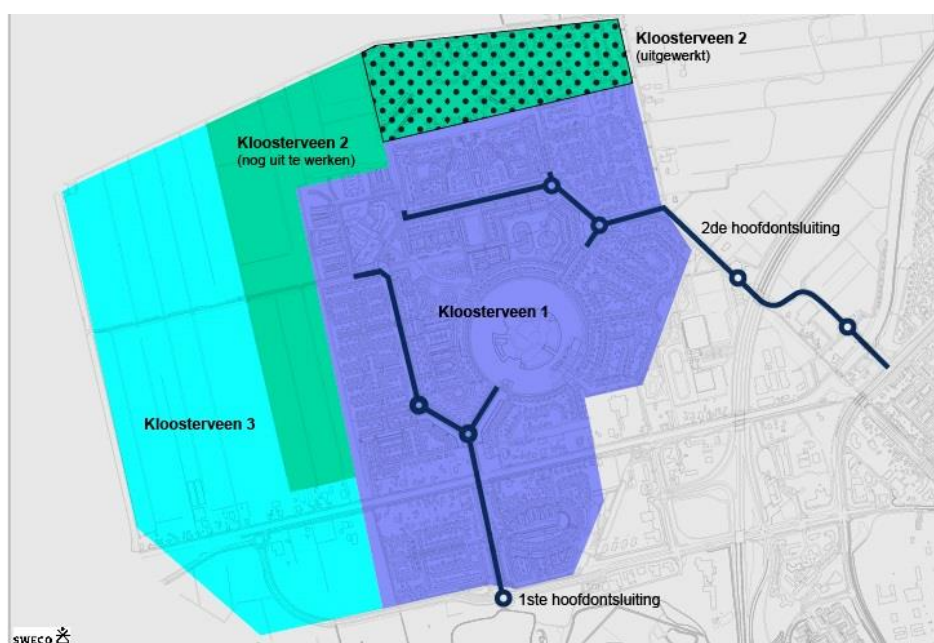 Kloosterveen 2
(uitgewerkt)
Kloosterveen 2
(nog uit te werken)
2de hoofdontsluiting
Kloosterveen 1
Kloosterveen 3
1ste hoofdontsluiting
SWECO